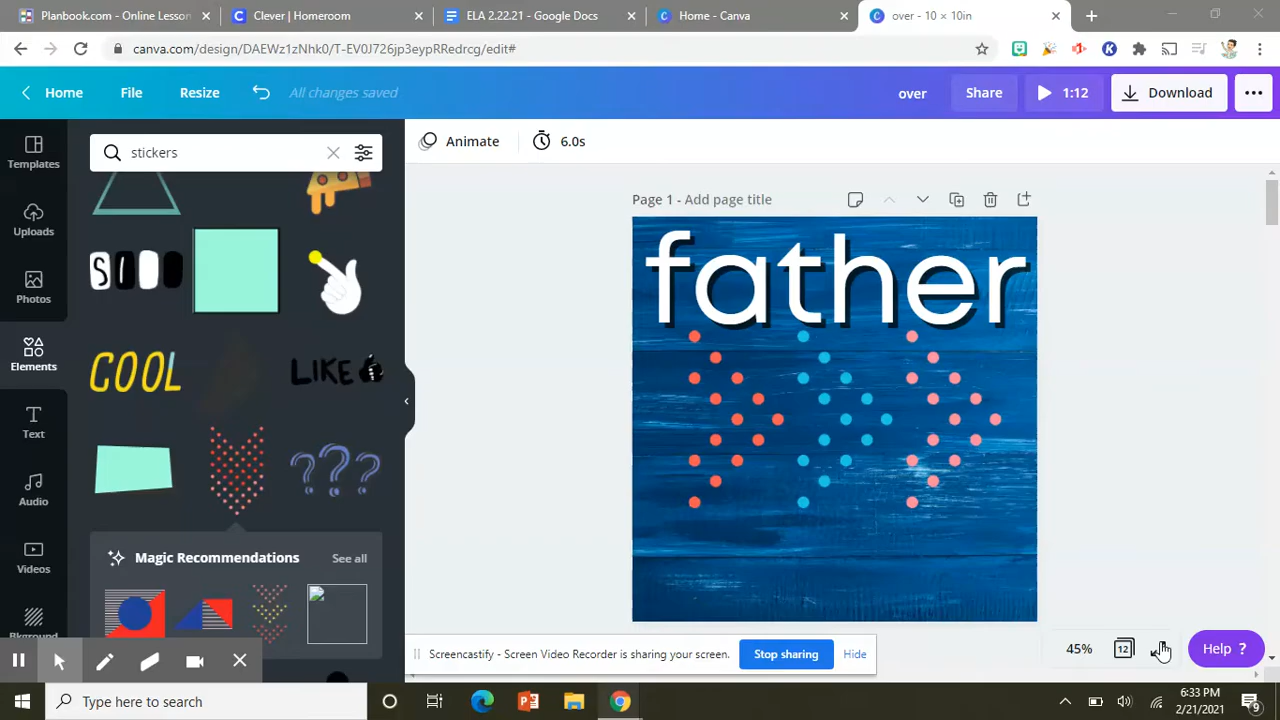 Planbook.com - Online Lesson
Clever | Homeroom
ELA 2.22.21 - Google Docs
Home - Canva
over - 10 × 10in
canva.com/design/DAEWz1zNhk0/T-EV0J726jp3eypRRedrcg/edit#
Home
File
Resize
All changes saved
over
Share
1:12
Download
Templates
Uploads
Photos
Elements
Text
Audio
Videos
Bkground
stickers
COOL
LIKE
???
Magic Recommendations
See all
Animate
6.0s
Page 1 - Add page title
father
Screencastify - Screen Video Recorder is sharing your screen.
Stop sharing
Hide
45%
12
Help ?
Type here to search
6:33 PM
2/21/2021
9